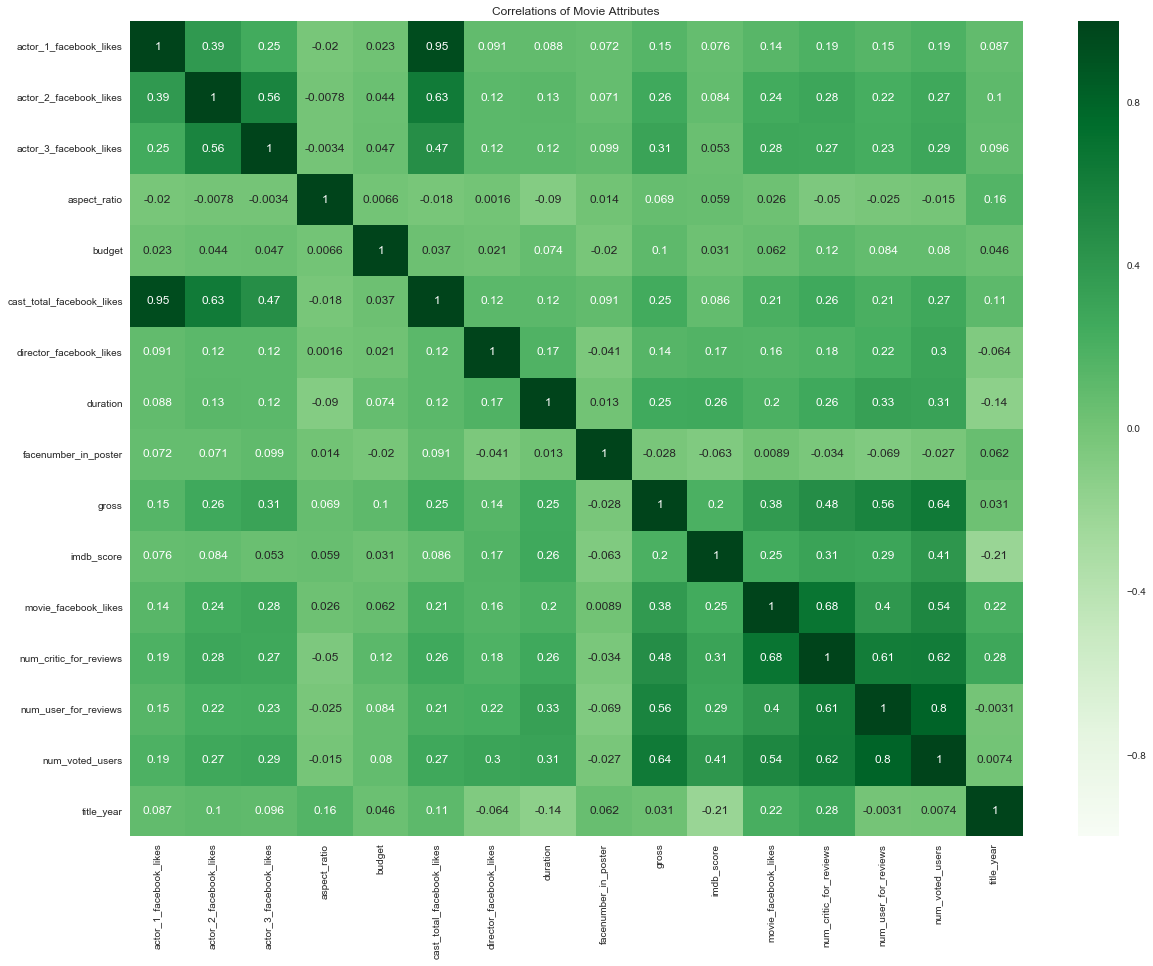 Correlations of Movie Attributes
actor_1_facebook_likes 1 0.39 0.25 -0.02 0.023 0.95 0.091 0.088 0.072 0.15 0.076 0.14 0.19 0.15 0.19 0.087
actor_2_facebook_likes 0.39 1 0.56 -0.0078 0.044 0.63 0.12 0.13 0.071 0.26 0.084 0.24 0.28 0.22 0.27 0.1
0.8
actor_3_facebook_likes 0.25 0.56 1 -0.0034 0.047 0.47 0.12 0.12 0.099 0.31 0.053 0.28 0.27 0.23 0.29 0.096
aspect_ratio -0.02 -0.0078 -0.0034 1 0.0066 -0.018 0.0016 -0.09 0.014 0.069 0.059 0.026 -0.05 -0.025 -0.015 0.16
budget 0.023 0.044 0.047 0.0066 1 0.037 0.021 0.074 -0.02 0.1 0.031 0.062 0.12 0.084 0.08 0.046
0.4
cast_total_facebook_likes 0.95 0.63 0.47 -0.018 0.037 1 0.12 0.12 0.091 0.25 0.086 0.21 0.26 0.21 0.27 0.11
director_facebook_likes 0.091 0.12 0.12 0.0016 0.021 0.12 1 0.17 -0.041 0.14 0.17 0.16 0.18 0.22 0.3 -0.064
duration 0.088 0.13 0.12 -0.09 0.074 0.12 0.17 1 0.013 0.25 0.26 0.2 0.26 0.33 0.31 -0.14
0.0
facenumber_in_poster 0.072 0.071 0.099 0.014 -0.02 0.091 -0.041 0.013 1 -0.028 -0.063 0.0089 -0.034 -0.069 -0.027 0.062
gross 0.15 0.26 0.31 0.069 0.1 0.25 0.14 0.25 -0.028 1 0.2 0.38 0.48 0.56 0.64 0.031
imdb_score 0.076 0.084 0.053 0.059 0.031 0.086 0.17 0.26 -0.063 0.2 1 0.25 0.31 0.29 0.41 -0.21
−0.4
movie_facebook_likes 0.14 0.24 0.28 0.026 0.062 0.21 0.16 0.2 0.0089 0.38 0.25 1 0.68 0.4 0.54 0.22
num_critic_for_reviews 0.19 0.28 0.27 -0.05 0.12 0.26 0.18 0.26 -0.034 0.48 0.31 0.68 1 0.61 0.62 0.28
num_user_for_reviews 0.15 0.22 0.23 -0.025 0.084 0.21 0.22 0.33 -0.069 0.56 0.29 0.4 0.61 1 0.8 -0.0031
num_voted_users 0.19 0.27 0.29 -0.015 0.08 0.27 0.3 0.31 -0.027 0.64 0.41 0.54 0.62 0.8 1 0.0074
−0.8
title_year 0.087 0.1 0.096 0.16 0.046 0.11 -0.064 -0.14 0.062 0.031 -0.21 0.22 0.28 -0.0031 0.0074 1
actor_1_facebook_likes
actor_2_facebook_likes
actor_3_facebook_likes
aspect_ratio
budget
cast_total_facebook_likes
director_facebook_likes
duration
facenumber_in_poster
gross
imdb_score
movie_facebook_likes
num_critic_for_reviews
num_user_for_reviews
num_voted_users
title_year